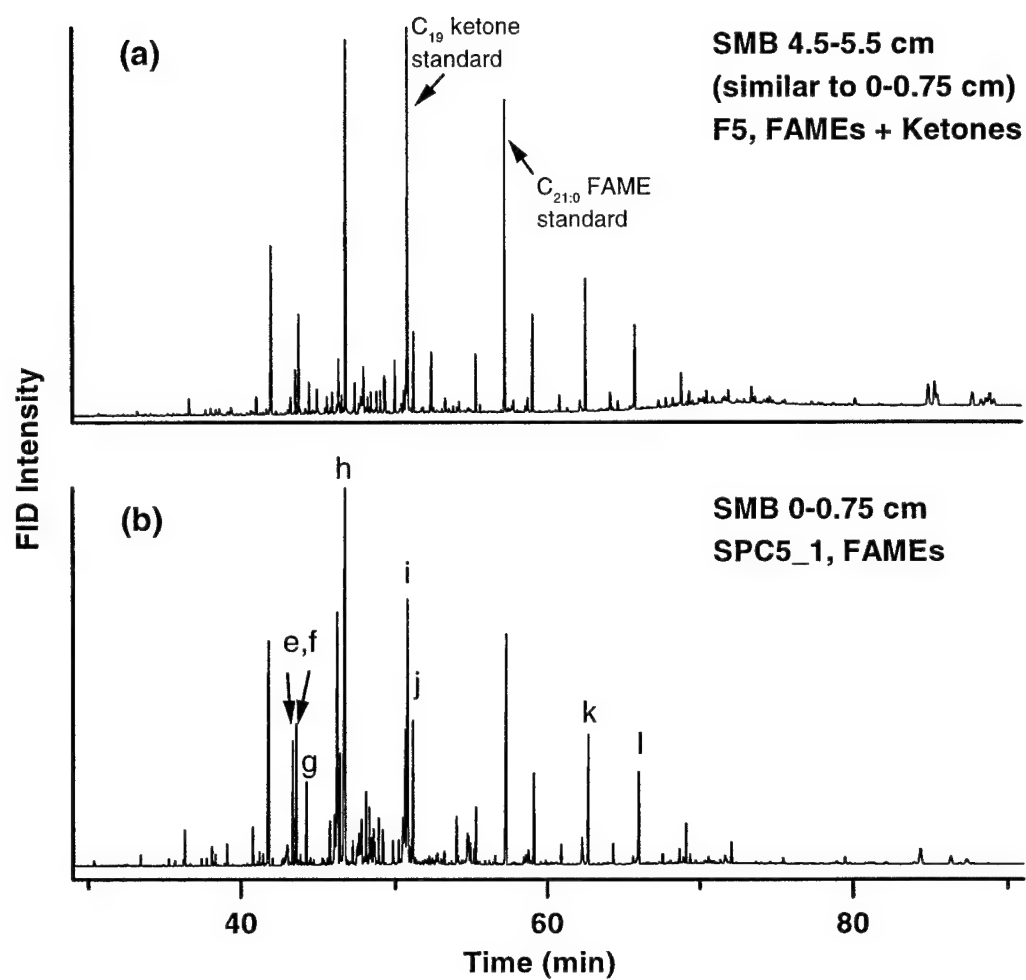 (a)
C19 ketone
standard
SMB 4.5-5.5 cm
(similar to 0-0.75 cm)
F5, FAMEs + Ketones
C21:0 FAME
standard
FID Intensity
(b)
h
SMB 0-0.75 cm
SPC5_1, FAMEs
i
e,f
j
g
k
l
40
60
80
Time (min)